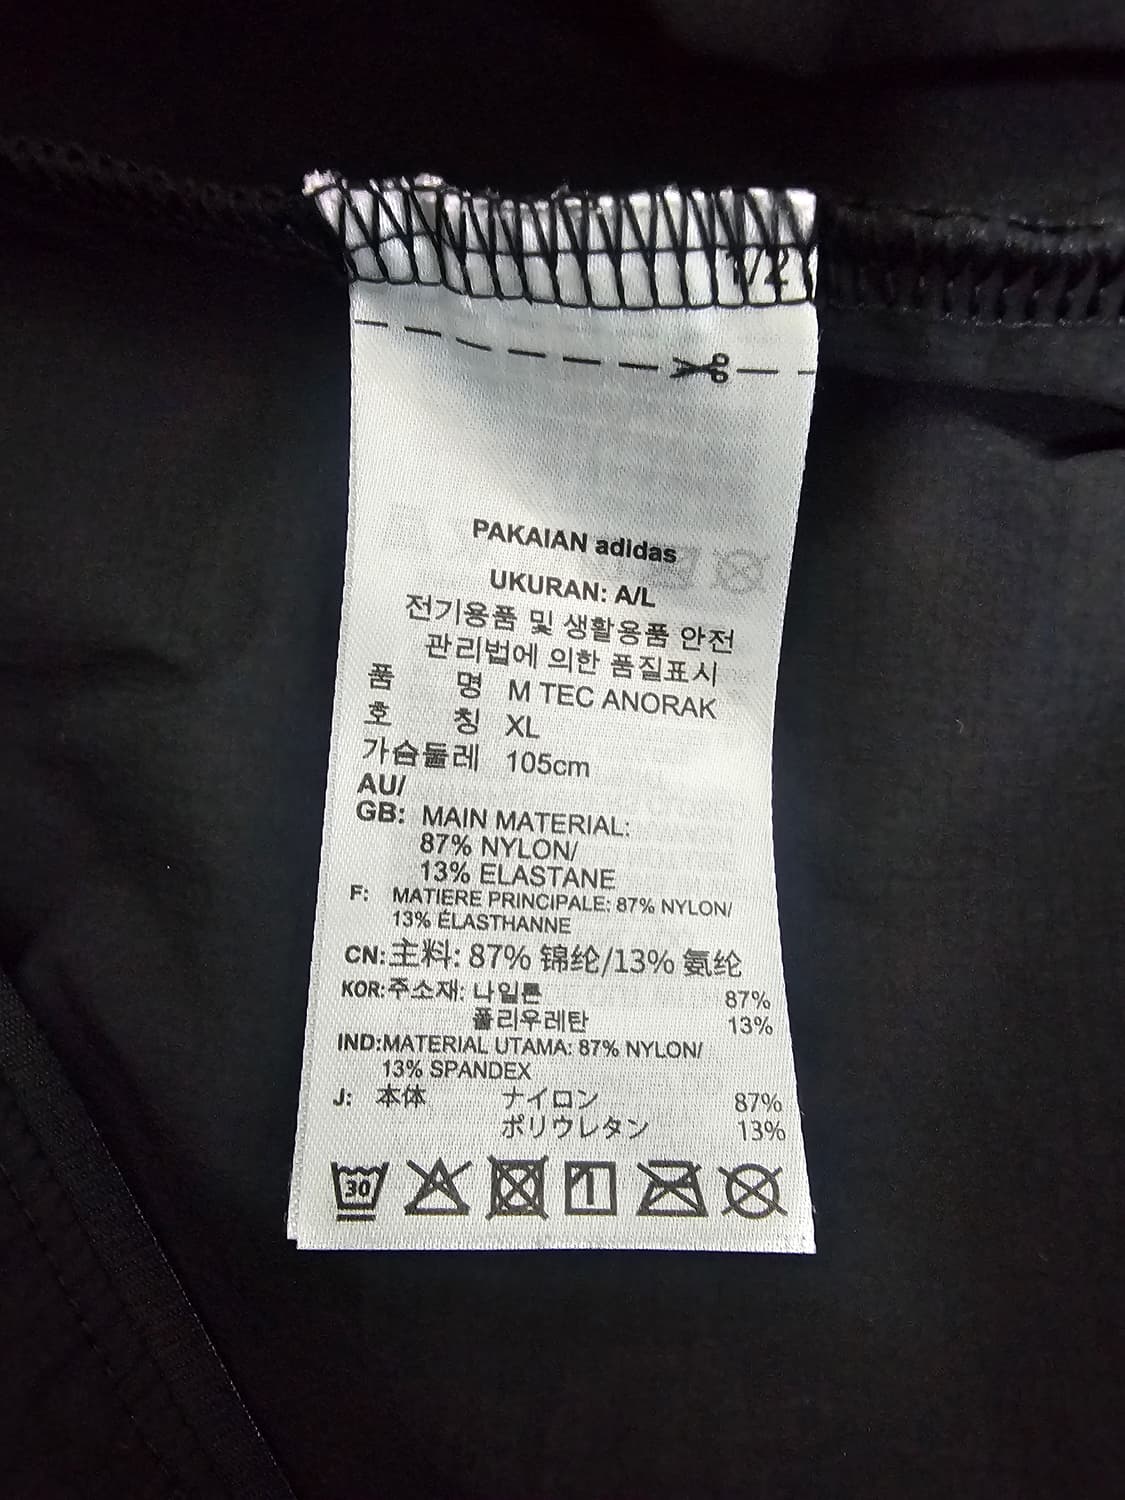 1/2
PAKAIAN adidas
UKURAN: A/L
전기용품 및 생활용품 안전
관리법에 의한 품질표시
품 명 M TEC ANORAK
호 칭 XL
가슴둘레 105cm
AU/
GB: MAIN MATERIAL:
87% NYLON/
13% ELASTANE
F: MATIERE PRINCIPALE: 87% NYLON/
13% ÉLASTHANNE
CN:主料: 87% 锦纶/13% 氨纶
KOR:주소재: 나일론 87%
폴리우레탄 13%
IND:MATERIAL UTAMA: 87% NYLON/
13% SPANDEX
J: 本体 ナイロン 87%
ポリウレタン 13%
30